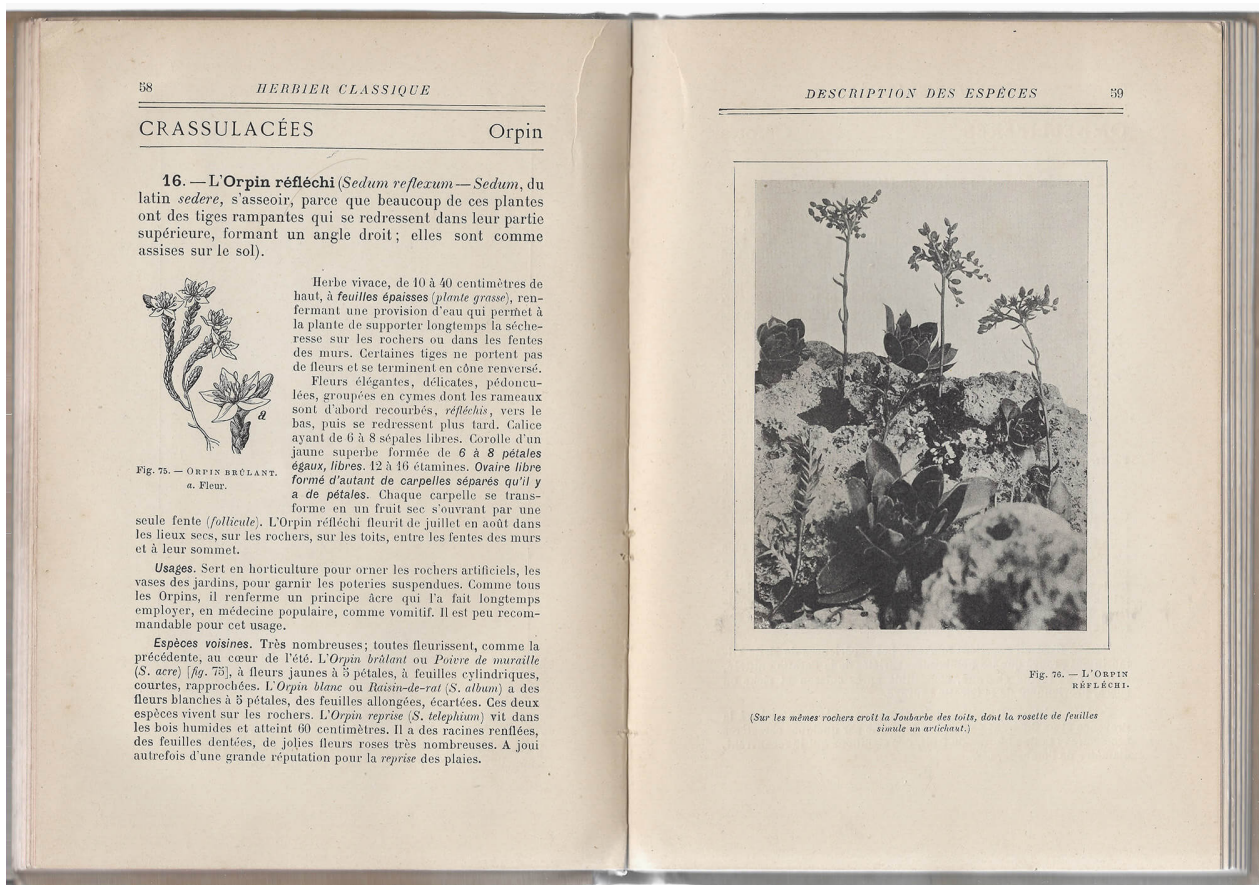 58
HERBIER CLASSIQUE
CRASSULACÉES Orpin
16. — L'Orpin réfléchi (Sedum reflexum — Sedum, du
latin sedere, s'asseoir, parce que beaucoup de ces plantes
ont des tiges rampantes qui se redressent dans leur partie
supérieure, formant un angle droit ; elles sont comme
assises sur le sol).
a
Fig. 75. — ORPIN BRÛLANT.
a. Fleur.
Herbe vivace, de 10 à 40 centimètres de
haut, à feuilles épaisses (plante grasse), ren-
fermant une provision d'eau qui permet à
la plante de supporter longtemps la séche-
resse sur les rochers ou dans les fentes
des murs. Certaines tiges ne portent pas
de fleurs et se terminent en cône renversé.
Fleurs élégantes, délicates, pédoncu-
lées, groupées en cymes dont les rameaux
sont d'abord recourbés, réfléchis, vers le
bas, puis se redressent plus tard. Calice
ayant de 6 à 8 sépales libres. Corolle d'un
jaune superbe formée de 6 à 8 pétales
égaux, libres. 12 à 16 étamines. Ovaire libre
formé d'autant de carpelles séparés qu'il y
a de pétales. Chaque carpelle se trans-
forme en un fruit sec s'ouvrant par une
seule fente (follicule). L'Orpin réfléchi fleurit de juillet en août dans
les lieux secs, sur les rochers, sur les toits, entre les fentes des murs
et à leur sommet.
Usages. Sert en horticulture pour orner les rochers artificiels, les
vases des jardins, pour garnir les poteries suspendues. Comme tous
les Orpins, il renferme un principe âcre qui l'a fait longtemps
employer, en médecine populaire, comme vomitif. Il est peu recom-
mandable pour cet usage.
Espèces voisines. Très nombreuses ; toutes fleurissent, comme la
précédente, au cœur de l'été. L'Orpin brûlant ou Poivre de muraille
(S. acre) [fig. 75], à fleurs jaunes à 5 pétales, à feuilles cylindriques,
courtes, rapprochées. L'Orpin blanc ou Raisin-de-rat (S. album) a des
fleurs blanches à 5 pétales, des feuilles allongées, écartées. Ces deux
espèces vivent sur les rochers. L'Orpin reprise (S. telephium) vit dans
les bois humides et atteint 60 centimètres. Il a des racines renflées,
des feuilles dentées, de jolies fleurs roses très nombreuses. A joui
autrefois d'une grande réputation pour la reprise des plaies.
DESCRIPTION DES ESPÈCES
59
Fig. 76. — L'ORPIN
RÉFLÉCHI.
(Sur les mêmes rochers croît la Joubarbe des toits, dont la rosette de feuilles
simule un artichaut.)